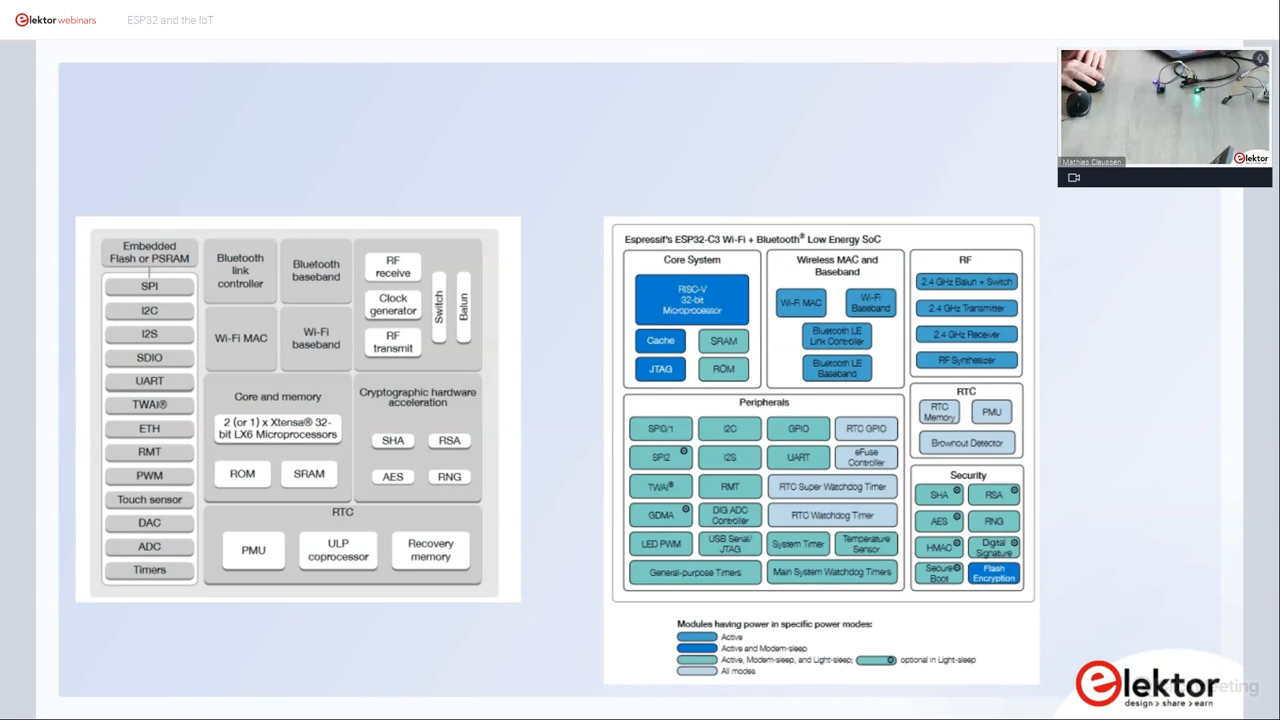 elektor webinars
ESP32 and the IoT
Mathias Claussen
elektor
Embedded
Flash or PSRAM
SPI
I2C
I2S
SDIO
UART
TWAI®
ETH
RMT
PWM
Touch sensor
DAC
ADC
Timers
Bluetooth
link
controller
Bluetooth
baseband
Wi-Fi MAC
Wi-Fi
baseband
RF
receive
Clock
generator
RF
transmit
Switch
Balun
Core and memory
2 (or 1) x Xtensa® 32-
bit LX6 Microprocessors
ROM
SRAM
Cryptographic hardware
acceleration
SHA
RSA
AES
RNG
RTC
PMU
ULP
coprocessor
Recovery
memory
Espressif's ESP32-C3 Wi-Fi + Bluetooth® Low Energy SoC
Core System
RISC-V
32-bit
Microprocessor
Cache
SRAM
JTAG
ROM
Wireless MAC and
Baseband
Wi-Fi MAC
Wi-Fi
Baseband
Bluetooth LE
Link Controller
Bluetooth LE
Baseband
RF
2.4 GHz Balun + Switch
2.4 GHz Transmitter
2.4 GHz Receiver
RF Synthesizer
Peripherals
SPI0/1
I2C
GPIO
RTC GPIO
SPI2
I2S
UART
eFuse
Controller
TWAI®
RMT
RTC Super Watchdog Timer
GDMA
DIG ADC
Controller
RTC Watchdog Timer
LED PWM
USB Serial/
JTAG
System Timer
Temperature
Sensor
General-purpose Timers
Main System Watchdog Timers
RTC
RTC
Memory
PMU
Brownout Detector
Security
SHA
RSA
AES
RNG
HMAC
Digital
Signature
Secure
Boot
Flash
Encryption
Modules having power in specific power modes:
Active
Active and Modem-sleep
Active, Modem-sleep, and Light-sleep;
optional in Light-sleep
All modes
elektor
design > share > earn